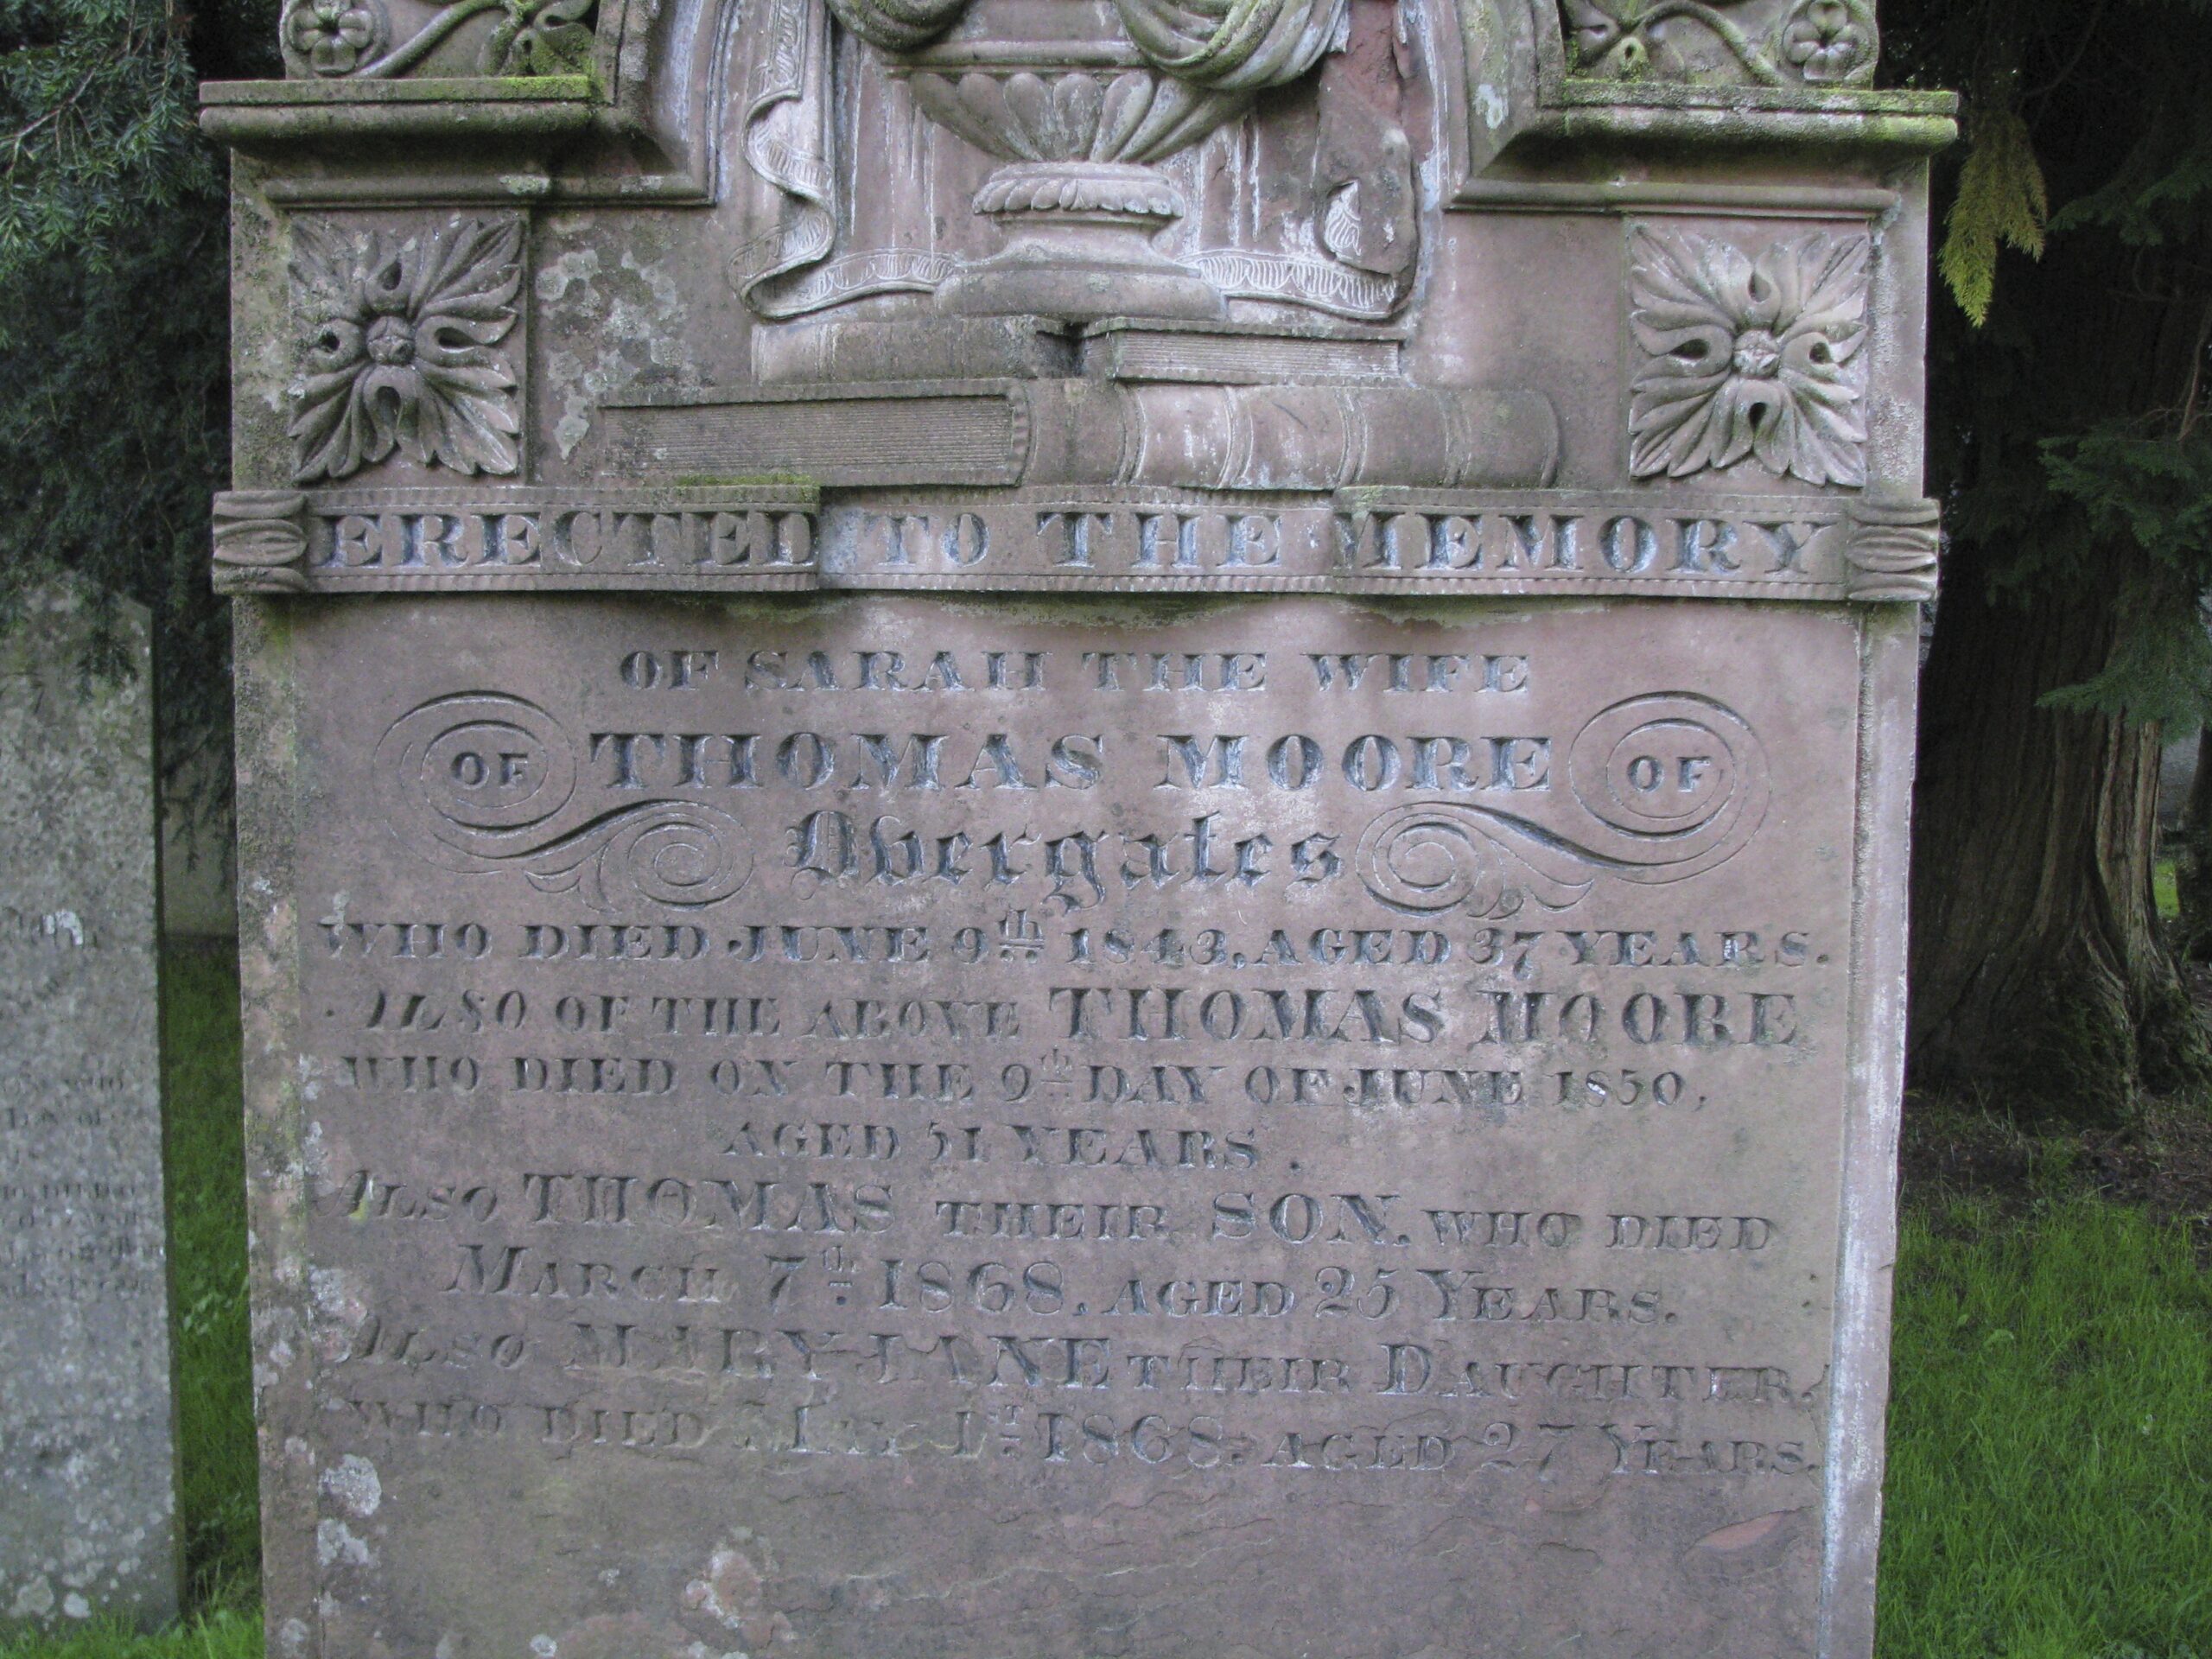 ERECTED TO THE MEMORY
OF SARAH THE WIFE
OF THOMAS MOORE OF
Overgates
WHO DIED JUNE 9th 1843, AGED 37 YEARS.
ALSO OF THE ABOVE THOMAS MOORE
WHO DIED ON THE 9th DAY OF JUNE 1850,
AGED 51 YEARS.
ALSO THOMAS THEIR SON, WHO DIED
MARCH 7th 1868, AGED 25 YEARS.
ALSO MARY JANE THEIR DAUGHTER,
WHO DIED MAY 1ST 1868, AGED 27 YEARS.